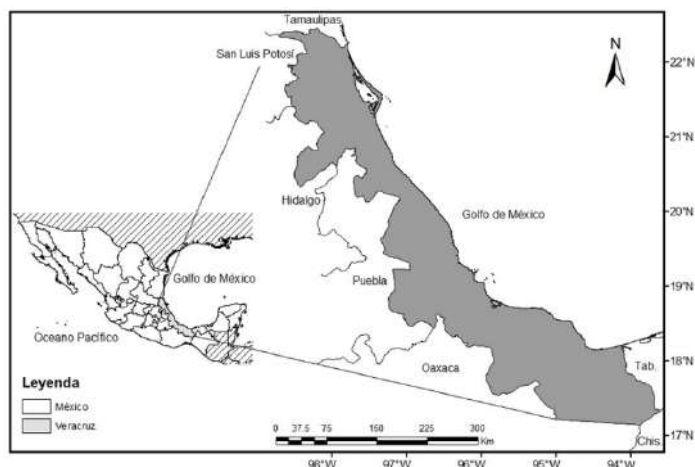 Tamaulipas
San Luis Potosí
N
22°N
21°N
Hidalgo
Golfo de México
20°N
Golfo de México
Puebla
19°N
Oceano Pacífico
Oaxaca
18°N
Tab.
Leyenda
México
Veracruz
0 37.5 75 150 225 300
Km
17°N
Chis.
98°W 97°W 96°W 95°W 94°W